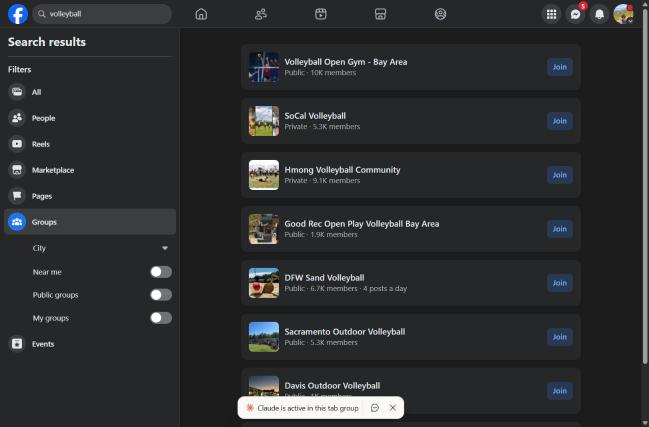 volleyball
5
Search results
Filters
All
People
Reels
Marketplace
Pages
Groups
City
Near me
Public groups
My groups
Events
Volleyball Open Gym - Bay Area
Public · 10K members
Join
SoCal Volleyball
Private · 5.3K members
Join
Hmong Volleyball Community
Private · 9.1K members
Join
Good Rec Open Play Volleyball Bay Area
Public · 1.9K members
Join
DFW Sand Volleyball
Public · 6.7K members · 4 posts a day
Join
Sacramento Outdoor Volleyball
Public · 5.3K members
Join
Davis Outdoor Volleyball
Public · 1K members
Join
Claude is active in this tab group